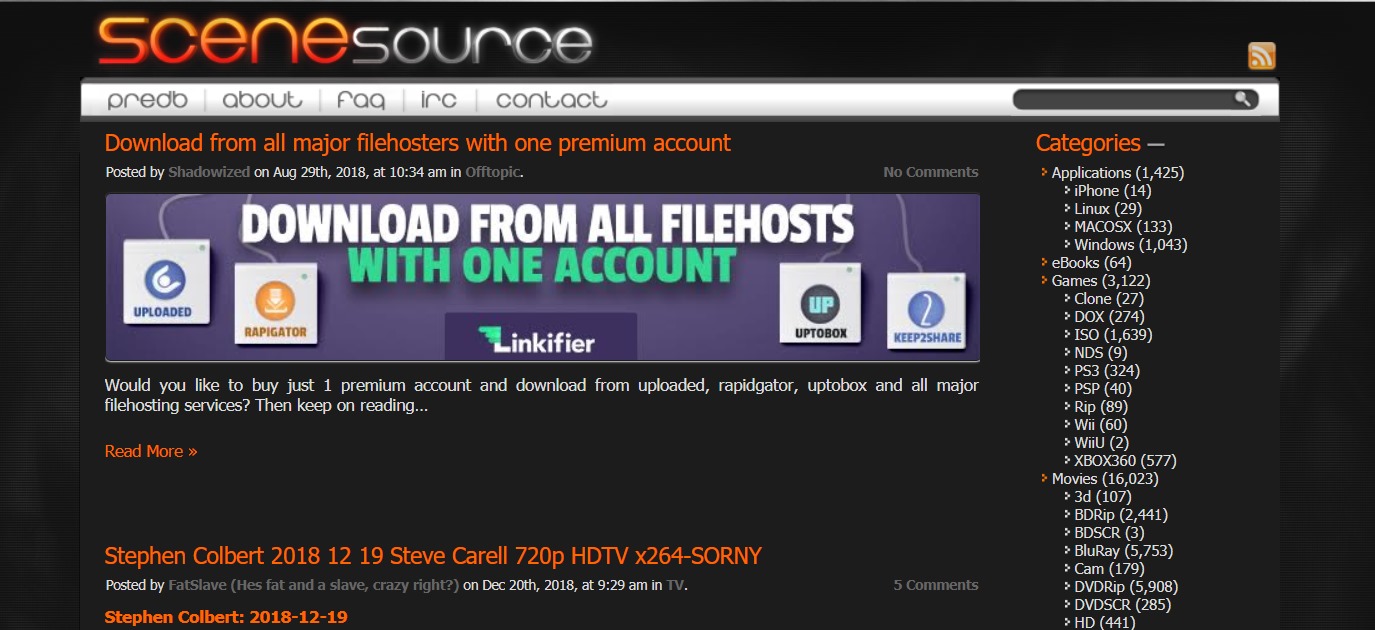 scenesource
predb about faq irc contact
Download from all major filehosters with one premium account
Posted by Shadowized on Aug 29th, 2018, at 10:34 am in Offtopic.
No Comments
DOWNLOAD FROM ALL FILEHOSTS
WITH ONE ACCOUNT
UPLOADED
RAPIGATOR
UP
UPTOBOX
2
KEEP2SHARE
Linkifier
Would you like to buy just 1 premium account and download from uploaded, rapidgator, uptobox and all major
filehosting services? Then keep on reading...
Read More »
Stephen Colbert 2018 12 19 Steve Carell 720p HDTV x264-SORNY
Posted by FatSlave (Hes fat and a slave, crazy right?) on Dec 20th, 2018, at 9:29 am in TV.
5 Comments
Stephen Colbert: 2018-12-19
Categories —
Applications (1,425)
iPhone (14)
Linux (29)
MACOSX (133)
Windows (1,043)
eBooks (64)
Games (3,122)
Clone (27)
DOX (274)
ISO (1,639)
NDS (9)
PS3 (324)
PSP (40)
Rip (89)
Wii (60)
WiiU (2)
XBOX360 (577)
Movies (16,023)
3d (107)
BDRip (2,441)
BDSCR (3)
BluRay (5,753)
Cam (179)
DVDRip (5,908)
DVDSCR (285)
HD (441)